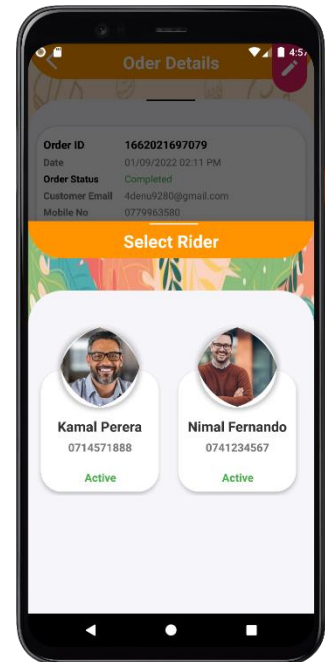 4:57
Oder Details
Order ID 1662021697079
Date 01/09/2022 02:11 PM
Order Status Completed
Customer Email 4denu9280@gmail.com
Mobile No 0779963580
Select Rider
Kamal Perera Nimal Fernando
0714571888 0741234567
Active Active